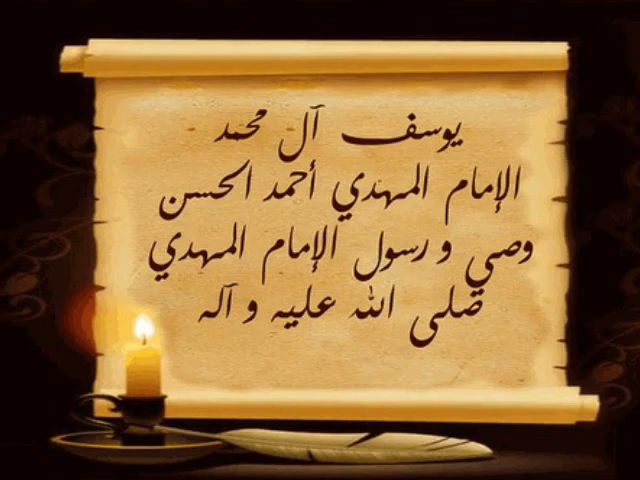 يوسف آل محمد
الإمام المهدي أحمد الحسن
وصي و رسول الإمام المهدي
صلى الله عليه و آله